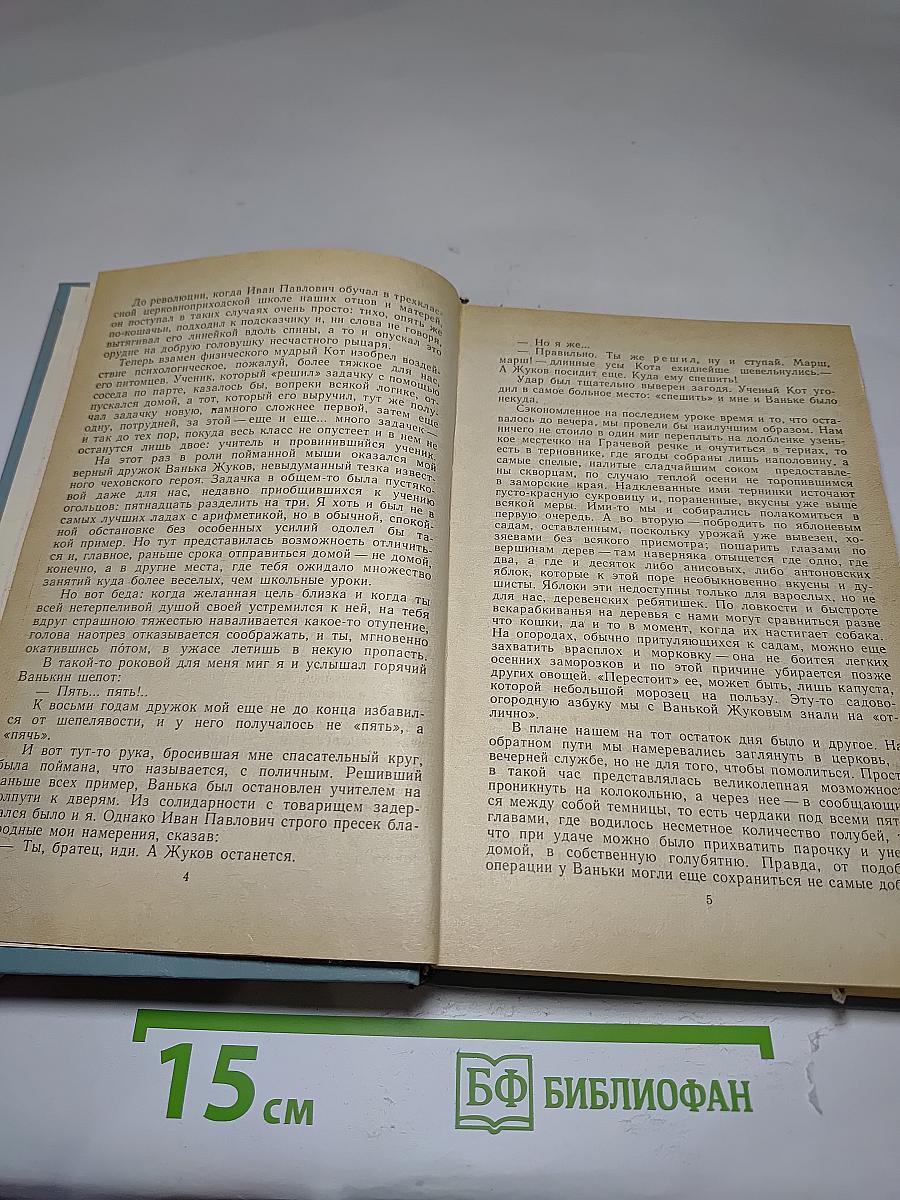 До революции, когда Иван Павлович обучал в трехклас-
сной церковноприходской школе наших отцов и матерей,
он поступал в таких случаях очень просто: тихо, опять же
по-кошачьи, подходил к подсказчику и, ни слова не говоря,
вытягивал его линейкой вдоль спины, а то и опускал это
орудие на добрую головушку несчастного рыцаря.
Теперь взамен физического мудрый Кот изобрел воздей-
ствие психологическое, пожалуй, более тяжкое для нас,
его питомцев. Ученик, который «решил» задачку с помощью
соседа по парте, казалось бы, вопреки всякой логике, от-
пускался домой, а тот, который его выручил, тут же полу-
чал задачку новую, намного сложнее первой, затем еще
одну, потрудней, за этой — еще и еще... много задачек —
и так до тех пор, покуда весь класс не опустеет и в нем не
останутся лишь двое: учитель и провинившийся ученик.
На этот раз в роли пойманной мыши оказался мой
верный дружок Ванька Жуков, невыдуманный тезка извест-
ного чеховского героя. Задачка в общем-то была пустяко-
вой даже для нас, недавно приобщившихся к учению
огольцов: пятнадцать разделить на три. Я хоть и был не в
самых лучших ладах с арифметикой, но в обычной, спокой-
ной обстановке без особенных усилий одолел бы та-
кой пример. Но тут представилась возможность отличить-
ся и, главное, раньше срока отправиться домой — не домой,
конечно, а в другие места, где тебя ожидало множество
занятий куда более веселых, чем школьные уроки.
Но вот беда: когда желанная цель близка и когда ты
всей нетерпеливой душой своей устремился к ней, на тебя
вдруг страшною тяжестью наваливается какое-то отупение,
голова наотрез отказывается соображать, и ты, мгновенно
окатившись по́том, в ужасе летишь в некую пропасть.
В такой-то роковой для меня миг я и услышал горячий
Ванькин шепот:
— Пять... пять!..
К восьми годам дружок мой еще не до конца избавил-
ся от шепелявости, и у него получалось не «пять», а
«пячь».
И вот тут-то рука, бросившая мне спасательный круг,
была поймана, что называется, с поличным. Решивший
раньше всех пример, Ванька был остановлен учителем на
олпути к дверям. Из солидарности с товарищем задер-
ался было и я. Однако Иван Павлович строго пресек бла-
родные мои намерения, сказав:
— Ты, братец, иди. А Жуков останется.
4
— Но я же...
— Правильно. Ты же решил, ну и ступай. Марш,
марш! — длинные усы Кота ехиднейше шевельнулись.—
А Жуков посидит еще. Куда ему спешить!
Удар был тщательно выверен загодя. Ученый Кот уго-
дил в самое больное место: «спешить» и мне и Ваньке было
некуда.
Сэкономленное на последнем уроке время и то, что оста-
валось до вечера, мы провели бы наилучшим образом. Нам
ничего не стоило в один миг переплыть на долбленке узень-
кое местечко на Грачевой речке и очутиться в тернах, то
есть в терновнике, где ягоды собраны лишь наполовину, а
самые спелые, налитые сладчайшим соком предоставле-
ны скворцам, по случаю теплой осени не торопившимся
в заморские края. Надклеванные ими тернинки источают
густо-красную сукровицу и, пораненные, вкусны уже выше
всякой меры. Ими-то мы и собирались полакомиться в
первую очередь. А во вторую — побродить по яблоневым
садам, оставленным, поскольку урожай уже вывезен, хо-
зяевами без всякого присмотра; пошарить глазами по
вершинам дерев — там наверняка отыщется где одно, где
два, а где и десяток либо анисовых, либо антоновских
яблок, которые к этой поре необыкновенно вкусны и ду-
шисты. Яблоки эти недоступны только для взрослых, но не
для нас, деревенских ребятишек. По ловкости и быстроте
вскарабкиванья на деревья с нами могут сравниться разве
что кошки, да и то в момент, когда их настигает собака.
На огородах, обычно притуляющихся к садам, можно еще
захватить врасплох и морковку — она не боится легких
осенних заморозков и по этой причине убирается позже
других овощей. «Перестоит» ее, может быть, лишь капуста,
которой небольшой морозец на пользу. Эту-то садово-
огородную азбуку мы с Ванькой Жуковым знали на «от-
лично».
В плане нашем на тот остаток дня было и другое. На
обратном пути мы намеревались заглянуть в церковь,
вечерней службе, но не для того, чтобы помолиться. Прост
в такой час представлялась великолепная возможност
проникнуть на колокольню, а через нее — в сообщающи
ся между собой темницы, то есть чердаки под всеми пят
главами, где водилось несметное количество голубей, т
что при удаче можно было прихватить парочку и уне
домой, в собственную голубятню. Правда, от подоб
операции у Ваньки могли еще сохраниться не самые доб
5
15 см
БФ БИБЛИОФАН